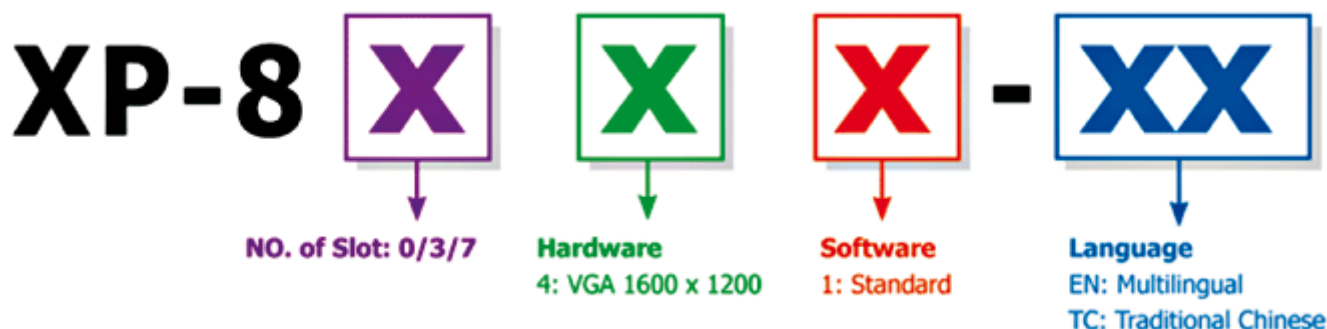 XP-8 X X X - XX
NO. of Slot: 0/3/7
Hardware
4: VGA 1600 x 1200
Software
1: Standard
Language
EN: Multilingual
TC: Traditional Chinese